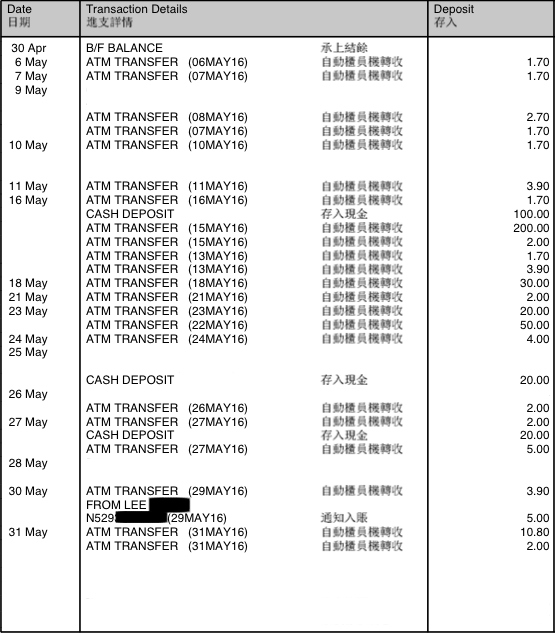 Date Transaction Details Deposit
日期 進支詳情 存入
30 Apr B/F BALANCE 承上結餘
6 May ATM TRANSFER (06MAY16) 自動櫃員機轉收 1.70
7 May ATM TRANSFER (07MAY16) 自動櫃員機轉收 1.70
9 May
ATM TRANSFER (08MAY16) 自動櫃員機轉收 2.70
ATM TRANSFER (07MAY16) 自動櫃員機轉收 1.70
10 May ATM TRANSFER (10MAY16) 自動櫃員機轉收 1.70
11 May ATM TRANSFER (11MAY16) 自動櫃員機轉收 3.90
16 May ATM TRANSFER (16MAY16) 自動櫃員機轉收 1.70
CASH DEPOSIT 存入現金 100.00
ATM TRANSFER (15MAY16) 自動櫃員機轉收 200.00
ATM TRANSFER (15MAY16) 自動櫃員機轉收 2.00
ATM TRANSFER (13MAY16) 自動櫃員機轉收 1.70
ATM TRANSFER (13MAY16) 自動櫃員機轉收 3.90
18 May ATM TRANSFER (18MAY16) 自動櫃員機轉收 30.00
21 May ATM TRANSFER (21MAY16) 自動櫃員機轉收 2.00
23 May ATM TRANSFER (23MAY16) 自動櫃員機轉收 20.00
ATM TRANSFER (22MAY16) 自動櫃員機轉收 50.00
24 May ATM TRANSFER (24MAY16) 自動櫃員機轉收 4.00
25 May
CASH DEPOSIT 存入現金 20.00
26 May
ATM TRANSFER (26MAY16) 自動櫃員機轉收 2.00
27 May ATM TRANSFER (27MAY16) 自動櫃員機轉收 2.00
CASH DEPOSIT 存入現金 20.00
ATM TRANSFER (27MAY16) 自動櫃員機轉收 5.00
28 May
30 May ATM TRANSFER (29MAY16) 自動櫃員機轉收 3.90
FROM LEE
N529 (29MAY16) 通知入賬 5.00
31 May ATM TRANSFER (31MAY16) 自動櫃員機轉收 10.80
ATM TRANSFER (31MAY16) 自動櫃員機轉收 2.00